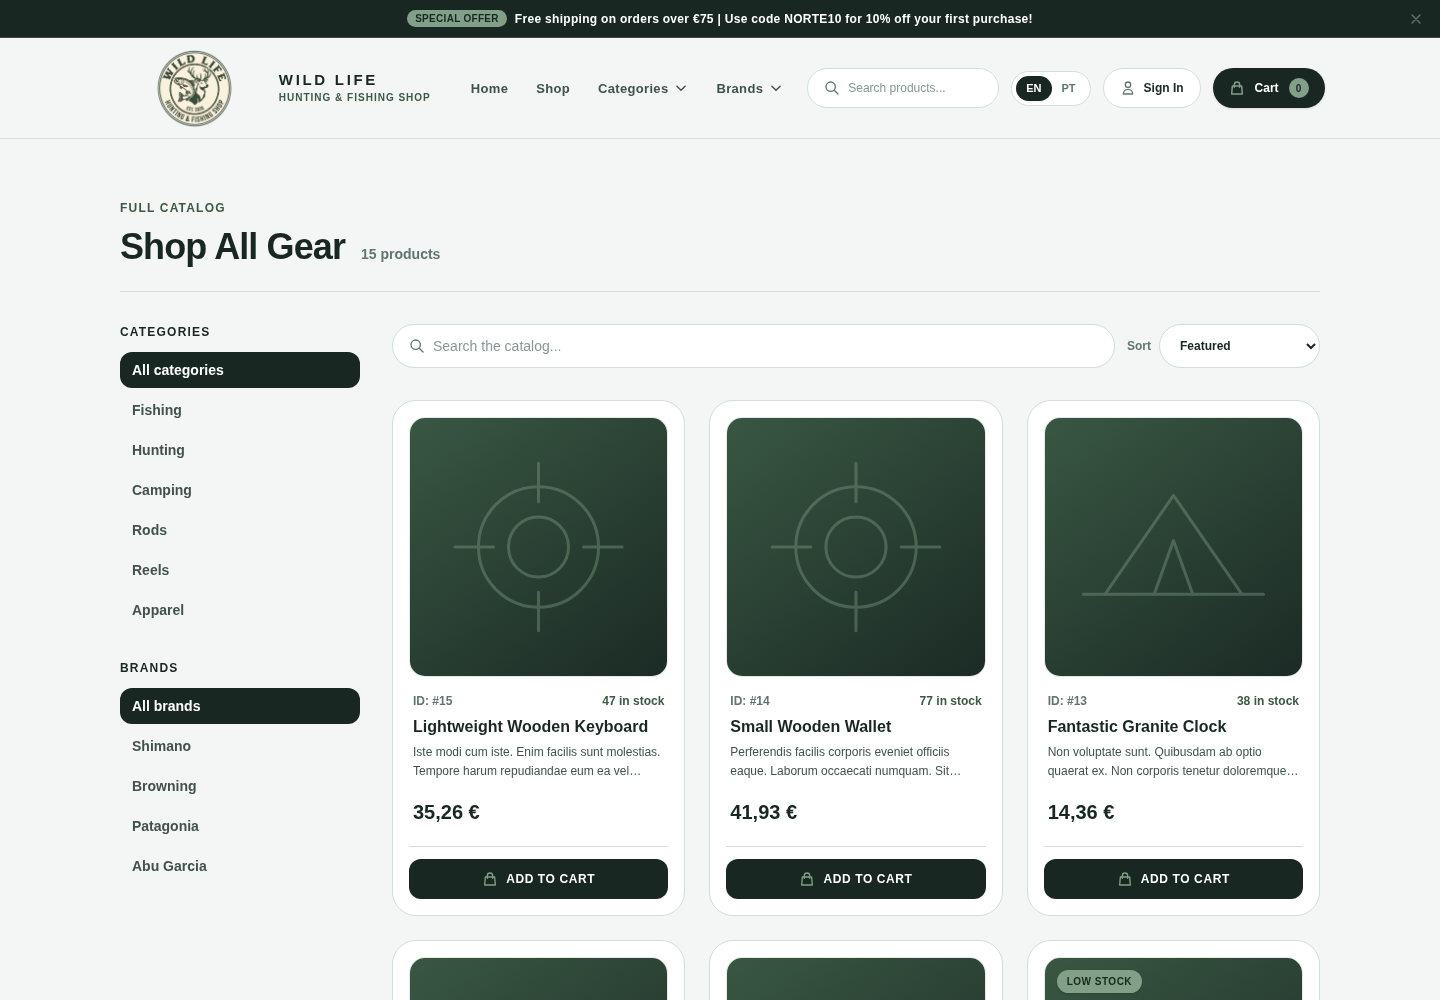 SPECIAL OFFER Free shipping on orders over €75 | Use code NORTE10 for 10% off your first purchase!
WILD LIFE
HUNTING & FISHING SHOP
WILD LIFE
HUNTING & FISHING SHOP
Home
Shop
Categories
Brands
Search products...
EN
PT
Sign In
Cart
0
FULL CATALOG
Shop All Gear 15 products
CATEGORIES
All categories
Fishing
Hunting
Camping
Rods
Reels
Apparel
BRANDS
All brands
Shimano
Browning
Patagonia
Abu Garcia
Search the catalog...
Sort Featured
ID: #15 47 in stock
Lightweight Wooden Keyboard
Iste modi cum iste. Enim facilis sunt molestias.
Tempore harum repudiandae eum ea vel...
35,26 €
ADD TO CART
ID: #14 77 in stock
Small Wooden Wallet
Perferendis facilis corporis eveniet officiis
eaque. Laborum occaecati numquam. Sit...
41,93 €
ADD TO CART
ID: #13 38 in stock
Fantastic Granite Clock
Non voluptate sunt. Quibusdam ab optio
quaerat ex. Non corporis tenetur doloremque...
14,36 €
ADD TO CART
LOW STOCK